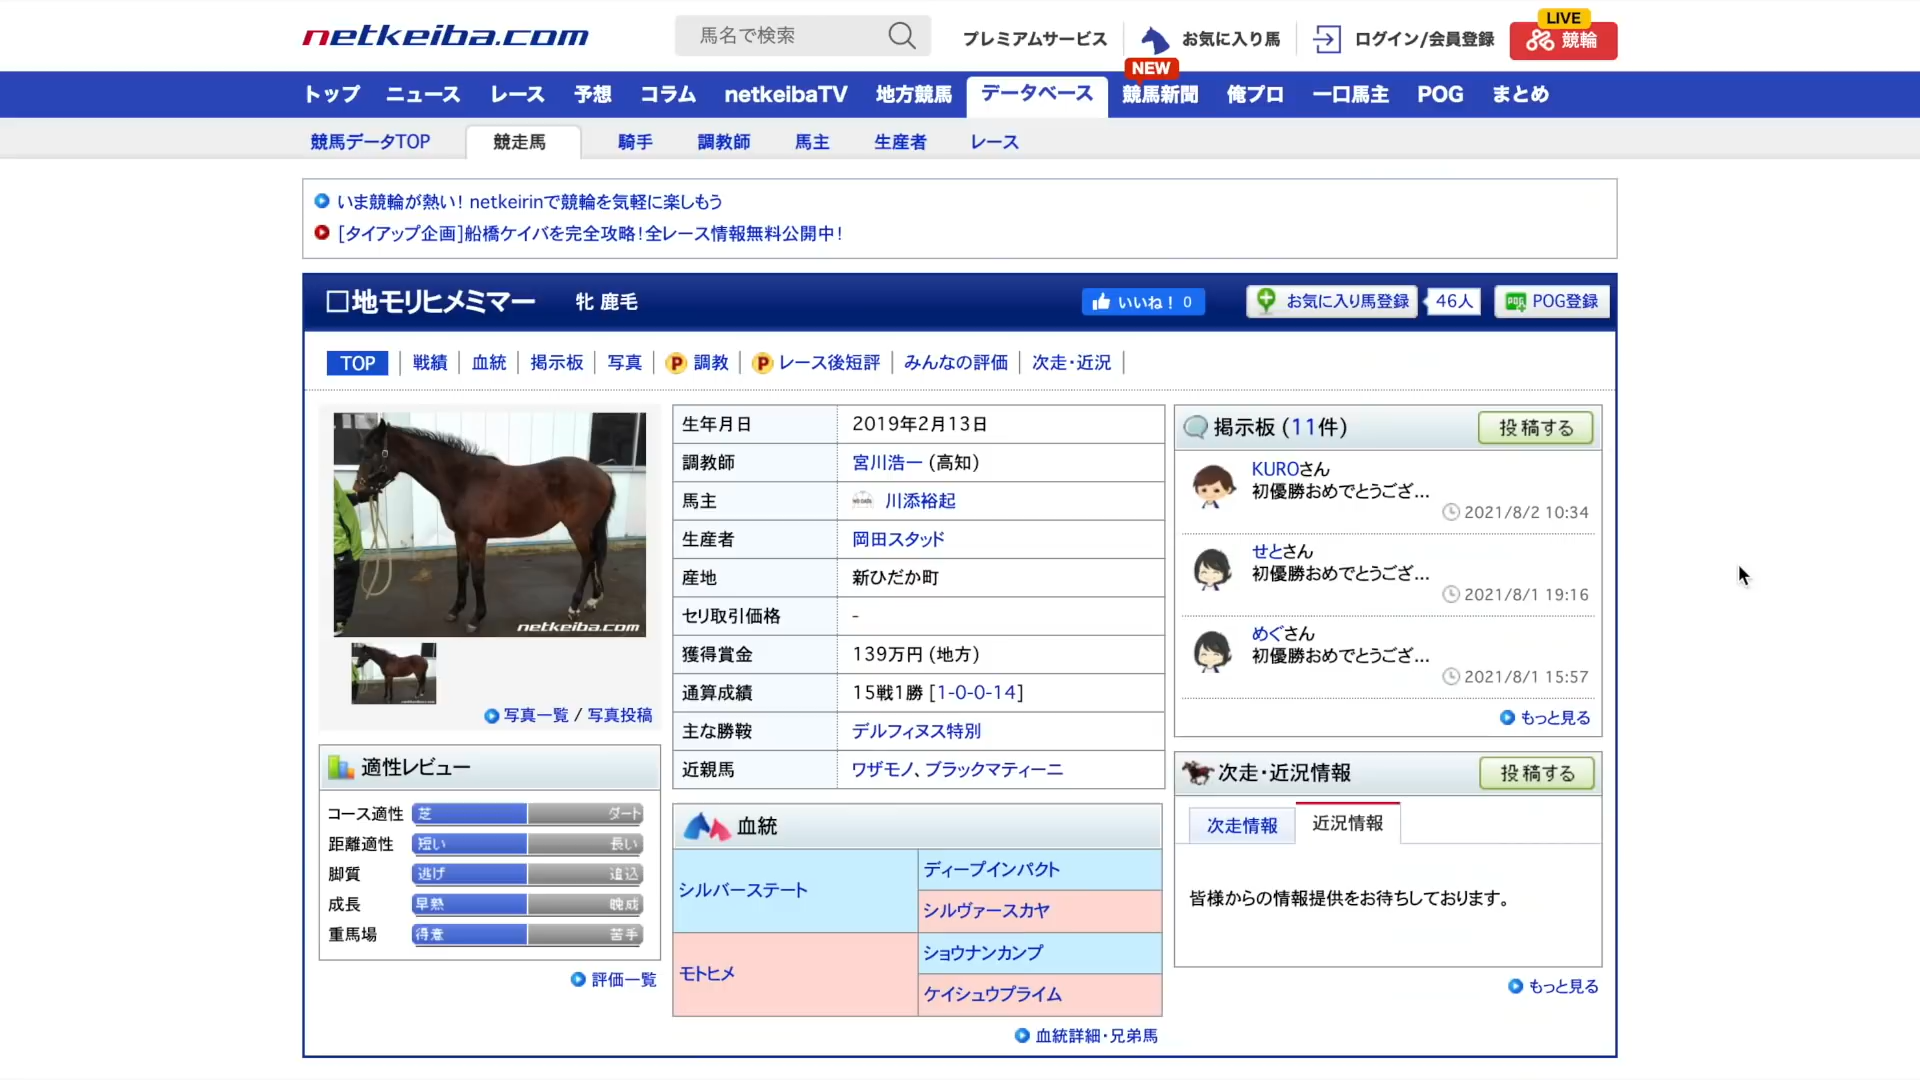 netkeiba.com
馬名で検索
プレミアムサービス
お気に入り馬
ログイン/会員登録
LIVE
競輪
NEW
トップ ニュース レース 予想 コラム netkeibaTV 地方競馬 データベース 競馬新聞 俺プロ 一口馬主 POG まとめ
競馬データTOP 競走馬 騎手 調教師 馬主 生産者 レース
いま競輪が熱い! netkeirinで競輪を気軽に楽しもう
[タイアップ企画]船橋ケイバを完全攻略!全レース情報無料公開中!
□地モリヒメミマー 牝 鹿毛
いいね! 0
お気に入り馬登録
46人
POG登録
TOP 戦績 血統 掲示板 写真 P 調教 P レース後短評 みんなの評価 次走・近況
netkeiba.com
写真一覧 / 写真投稿
適性レビュー
コース適性 芝 ダート
距離適性 短い 長い
脚質 逃げ 追込
成長 早熟 晩成
重馬場 得意 苦手
評価一覧
生年月日 2019年2月13日
調教師 宮川浩一 (高知)
馬主 川添裕起
生産者 岡田スタッド
産地 新ひだか町
セリ取引価格 -
獲得賞金 139万円 (地方)
通算成績 15戦1勝 [1-0-0-14]
主な勝鞍 デルフィヌス特別
近親馬 ワザモノ、ブラックマティーニ
血統
シルバーステート
ディープインパクト
シルヴァースカヤ
モトヒメ
ショウナンカンプ
ケイシュウプライム
血統詳細・兄弟馬
掲示板 (11件)
投稿する
KUROさん
初優勝おめでとうござ...
2021/8/2 10:34
せとさん
初優勝おめでとうござ...
2021/8/1 19:16
めぐさん
初優勝おめでとうござ...
2021/8/1 15:57
もっと見る
次走・近況情報
投稿する
次走情報 近況情報
皆様からの情報提供をお待ちしております。
もっと見る